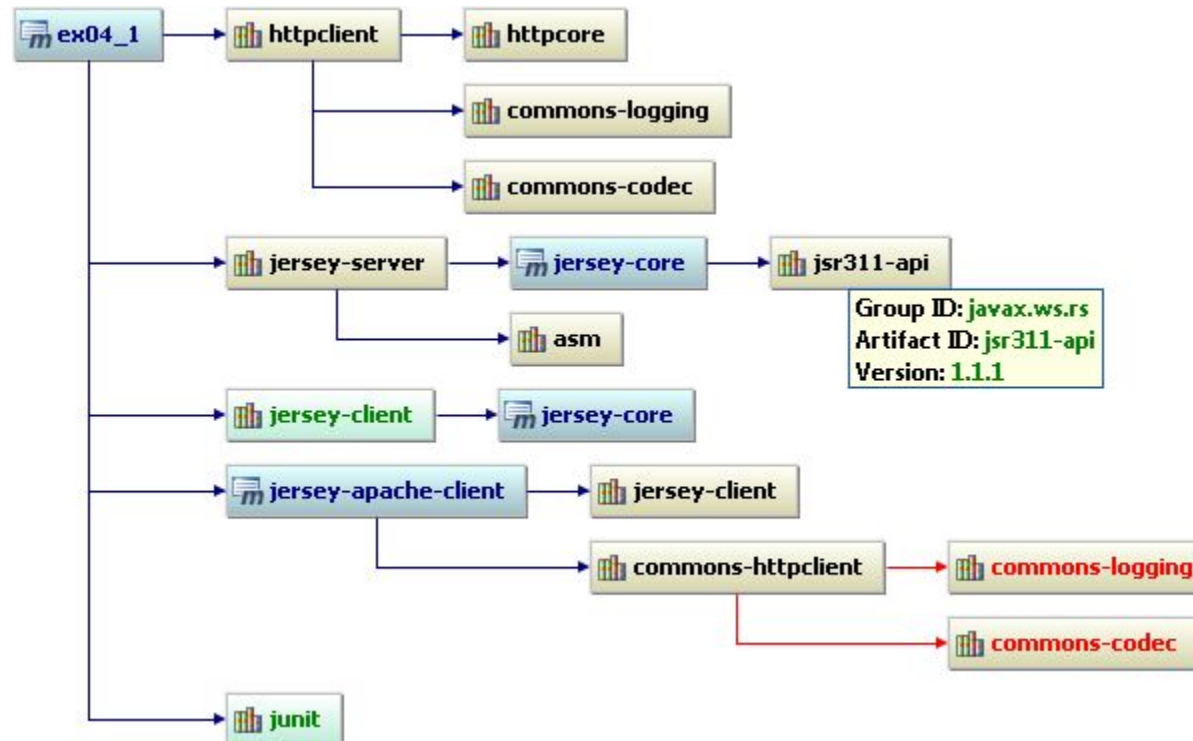 ex04_1
httpclient
httpcore
commons-logging
commons-codec
jersey-server
jersey-core
jsr311-api
Group ID: javax.ws.rs
Artifact ID: jsr311-api
Version: 1.1.1
asm
jersey-client
jersey-core
jersey-apache-client
jersey-client
commons-httpclient
commons-logging
commons-codec
junit